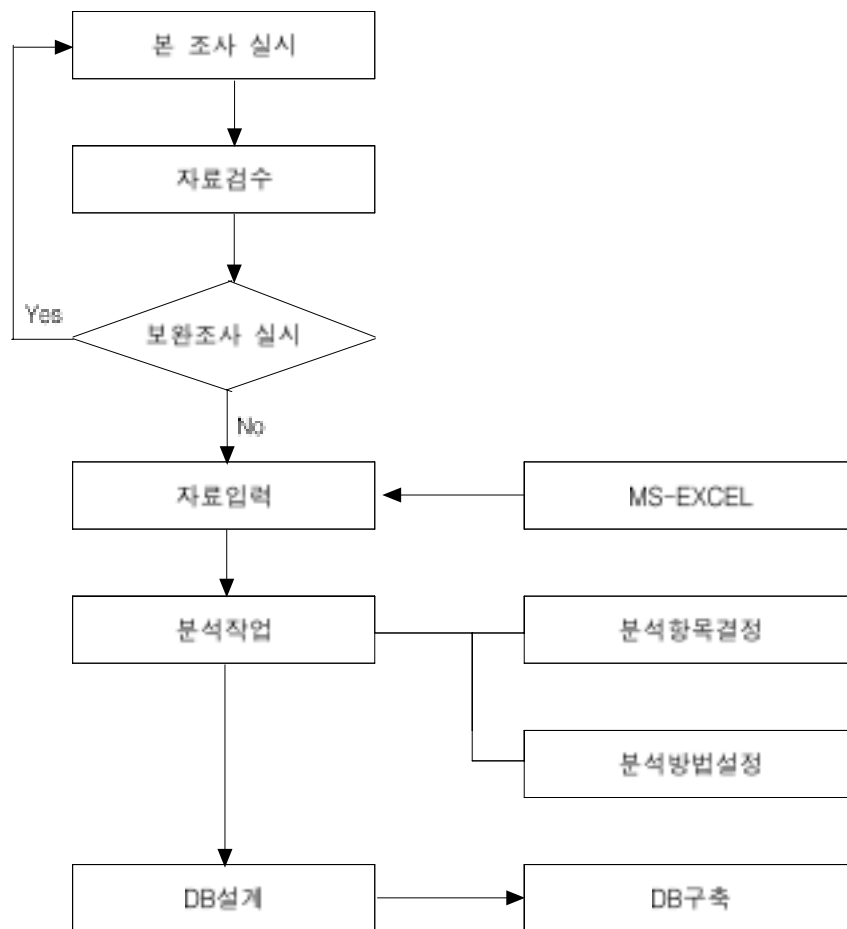 본 조사 실시
자료검수
Yes
보완조사 실시
No
자료입력
MS-EXCEL
분석작업
분석항목결정
분석방법설정
DB설계
DB구축